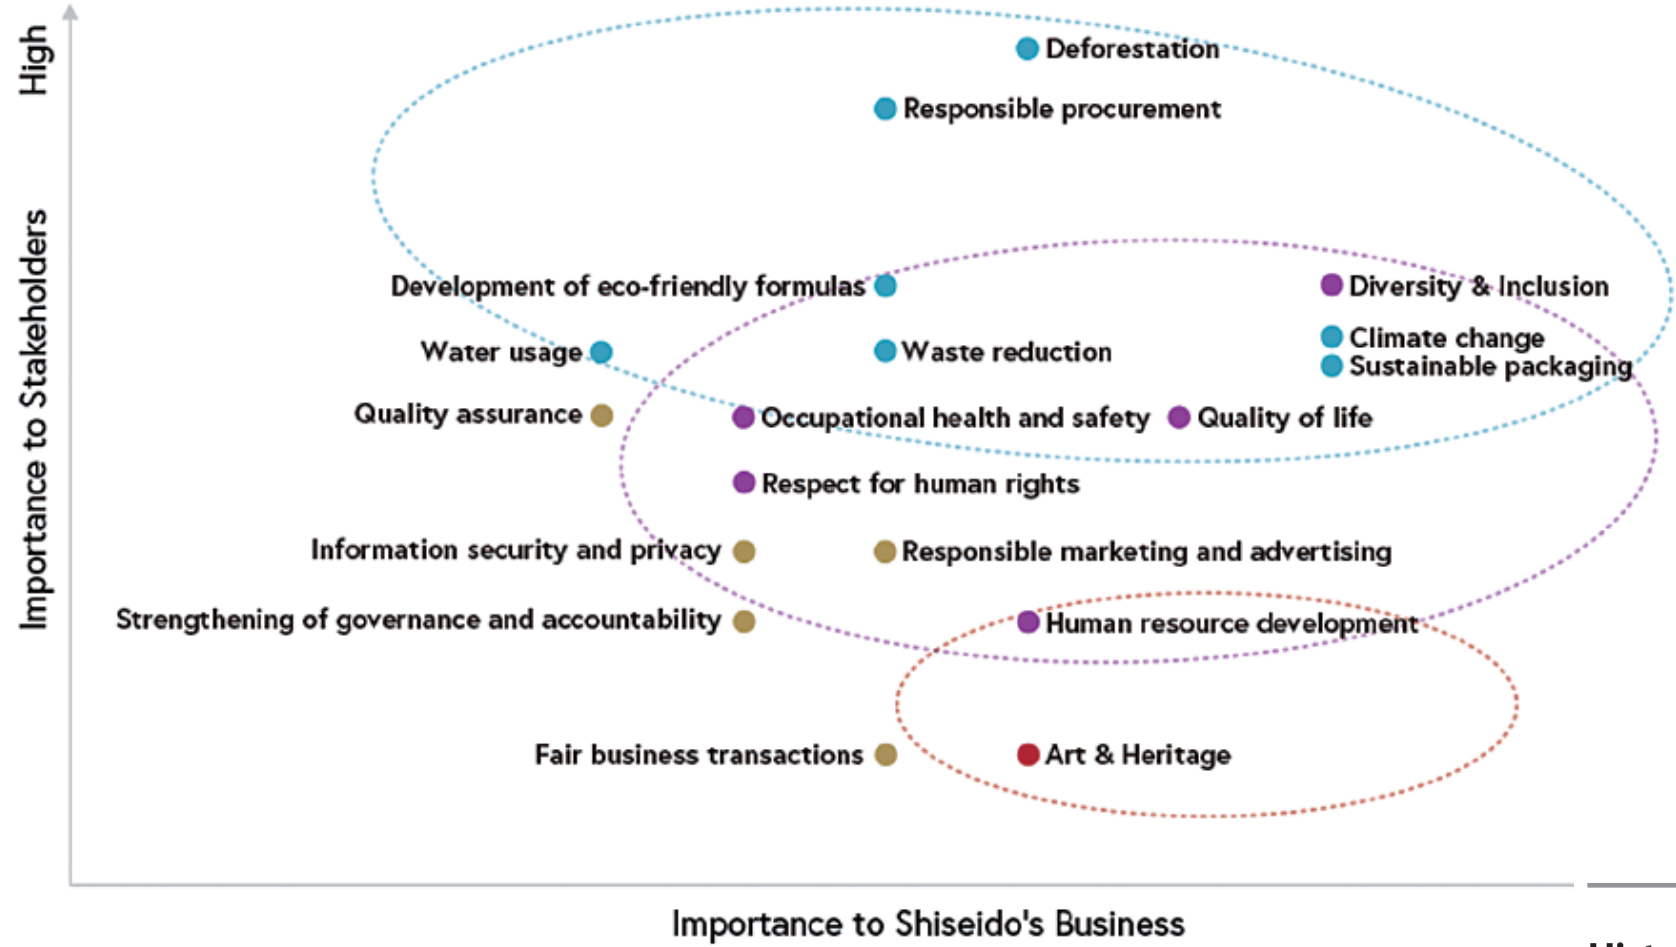 High
Importance to Stakeholders
Deforestation
Responsible procurement
Development of eco-friendly formulas
Diversity & Inclusion
Climate change
Water usage
Waste reduction
Sustainable packaging
Quality assurance
Occupational health and safety
Quality of life
Respect for human rights
Information security and privacy
Responsible marketing and advertising
Strengthening of governance and accountability
Human resource development
Fair business transactions
Art & Heritage
Importance to Shiseido's Business